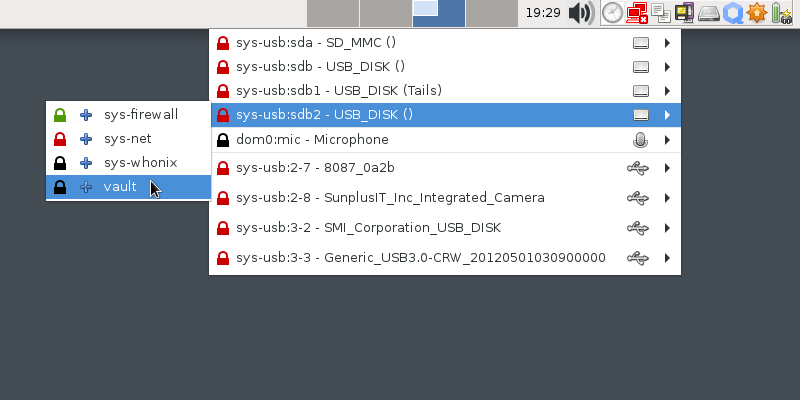 19:29
sys-usb:sda - SD_MMC ()
sys-usb:sdb - USB_DISK ()
sys-usb:sdb1 - USB_DISK (Tails)
sys-usb:sdb2 - USB_DISK ()
dom0:mic - Microphone
sys-usb:2-7 - 8087_0a2b
sys-usb:2-8 - SunplusIT_Inc_Integrated_Camera
sys-usb:3-2 - SMI_Corporation_USB_DISK
sys-usb:3-3 - Generic_USB3.0-CRW_20120501030900000
sys-firewall
sys-net
sys-whonix
vault